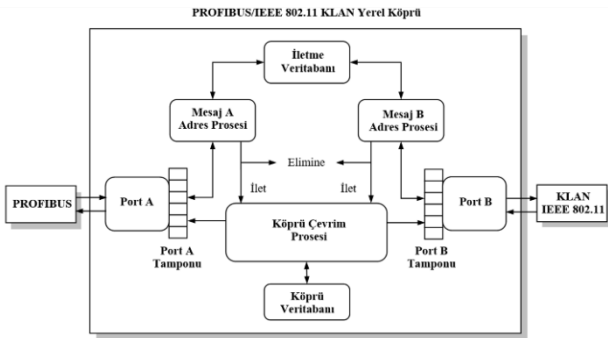 PROFIBUS/IEEE 802.11 KLAN Yerel Köprü
İletme
Veritabanı
Mesaj A
Adres Prosesi
Mesaj B
Adres Prosesi
Elimine
İlet
İlet
PROFIBUS
Port A
Köprü Çevrim
Prosesi
Port B
KLAN
IEEE 802.11
Port A
Tamponu
Port B
Tamponu
Köprü
Veritabanı